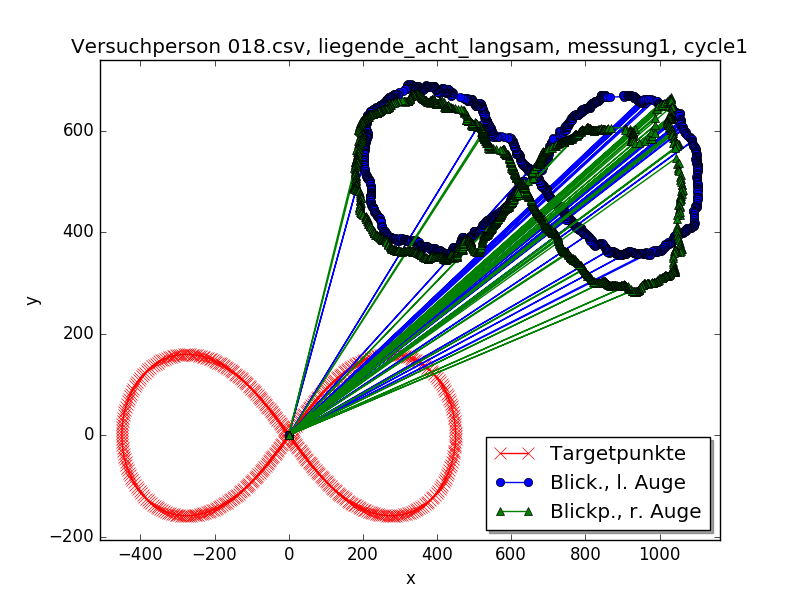 Versuchperson 018.csv, liegende_acht_langsam, messung1, cycle1
600
400
200
0
−200
y
−400 −200 0 200 400 600 800 1000
x
Targetpunkte
Blick., l. Auge
Blickp., r. Auge